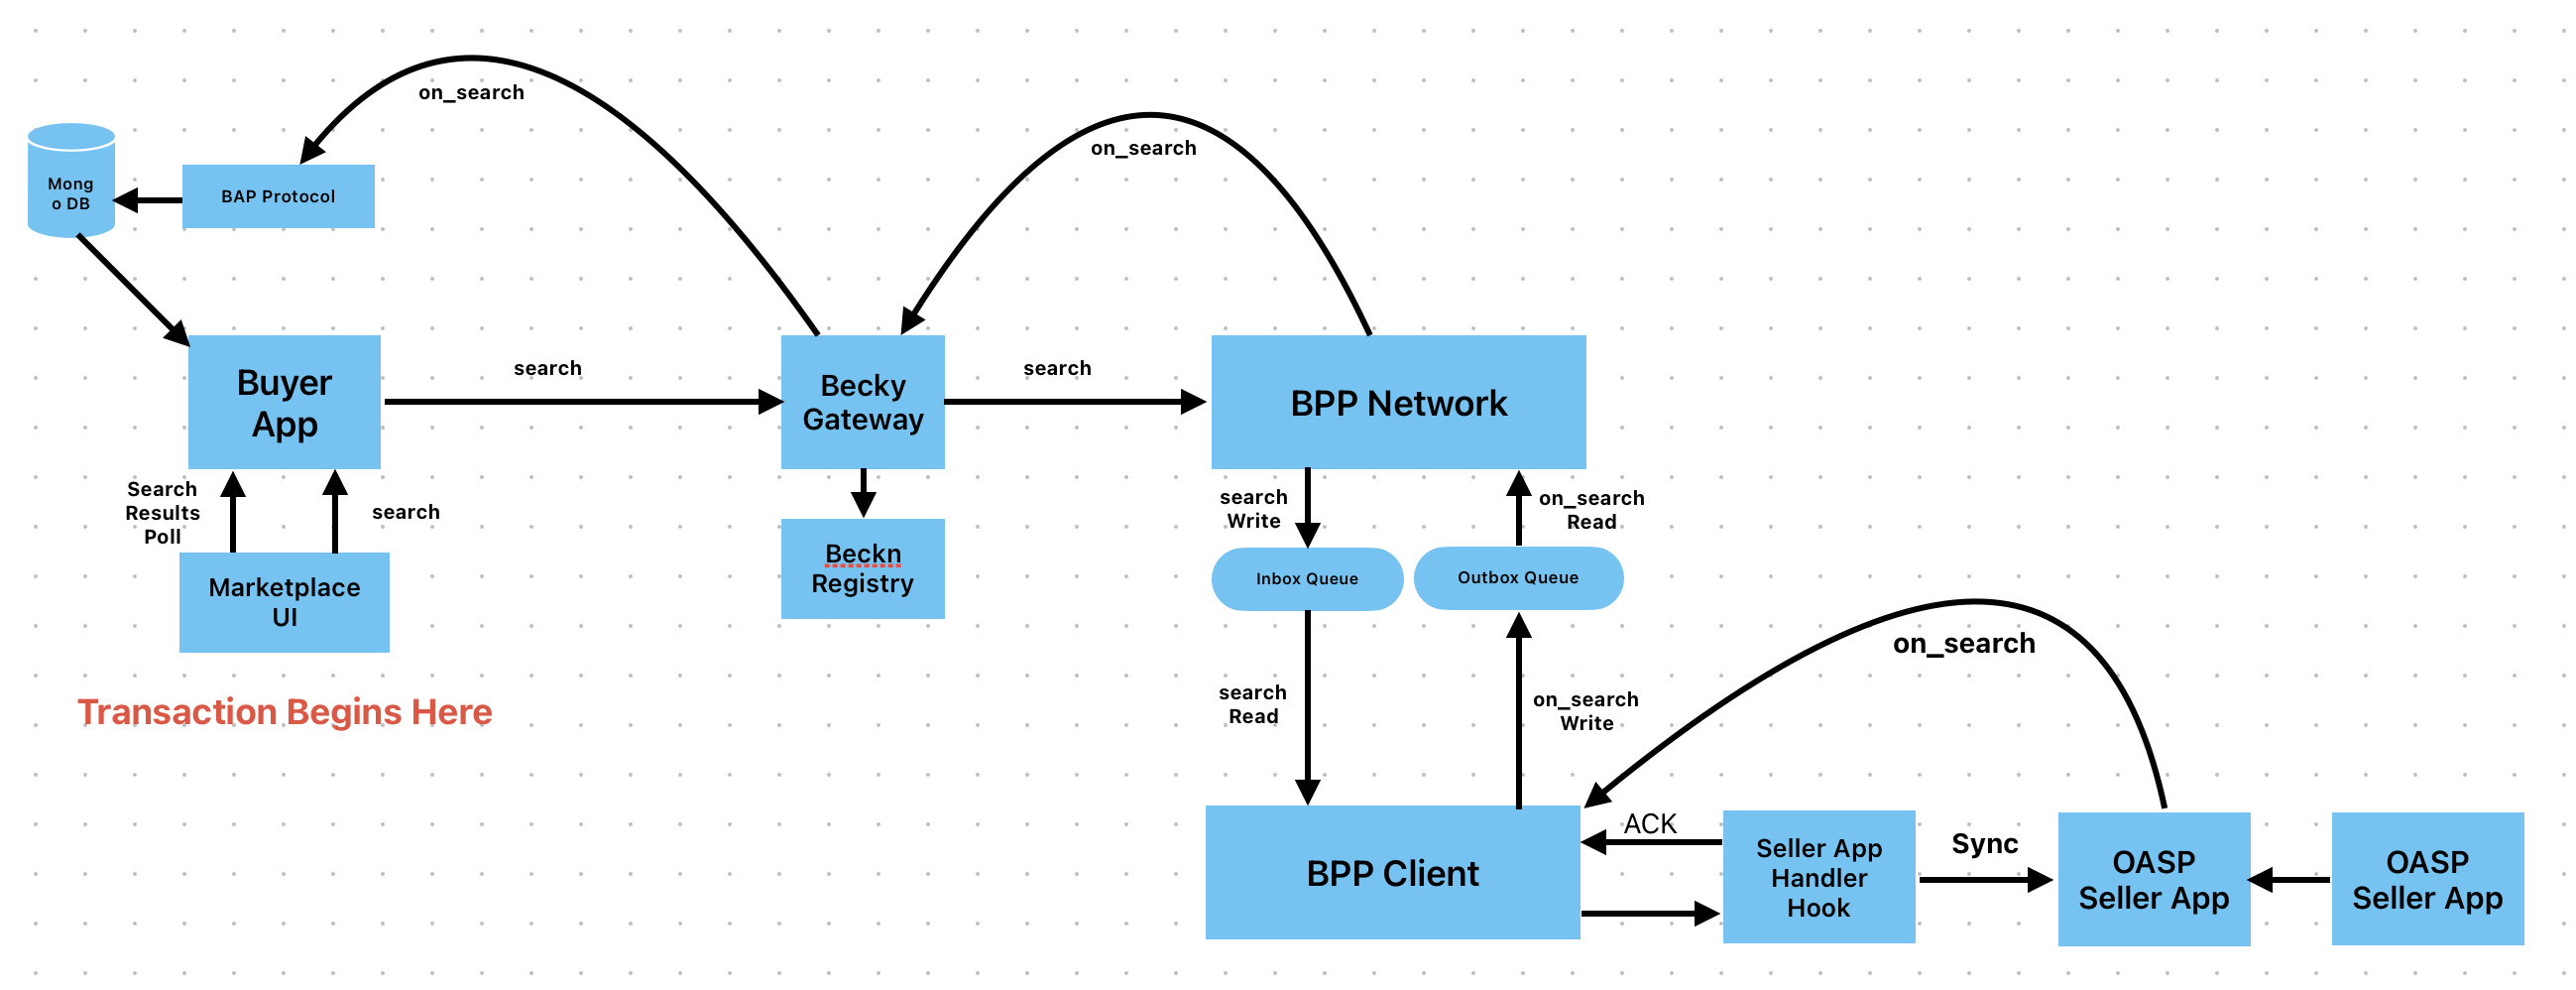 on_search
on_search
Mong
o DB
BAP Protocol
Buyer
App
search
Becky
Gateway
search
BPP Network
Search
Results
Poll
search
search
Write
on_search
Read
Beckn
Registry
Inbox Queue
Outbox Queue
Marketplace
UI
on_search
Transaction Begins Here
search
Read
on_search
Write
BPP Client
ACK
Seller App
Handler
Hook
Sync
OASP
Seller App
OASP
Seller App